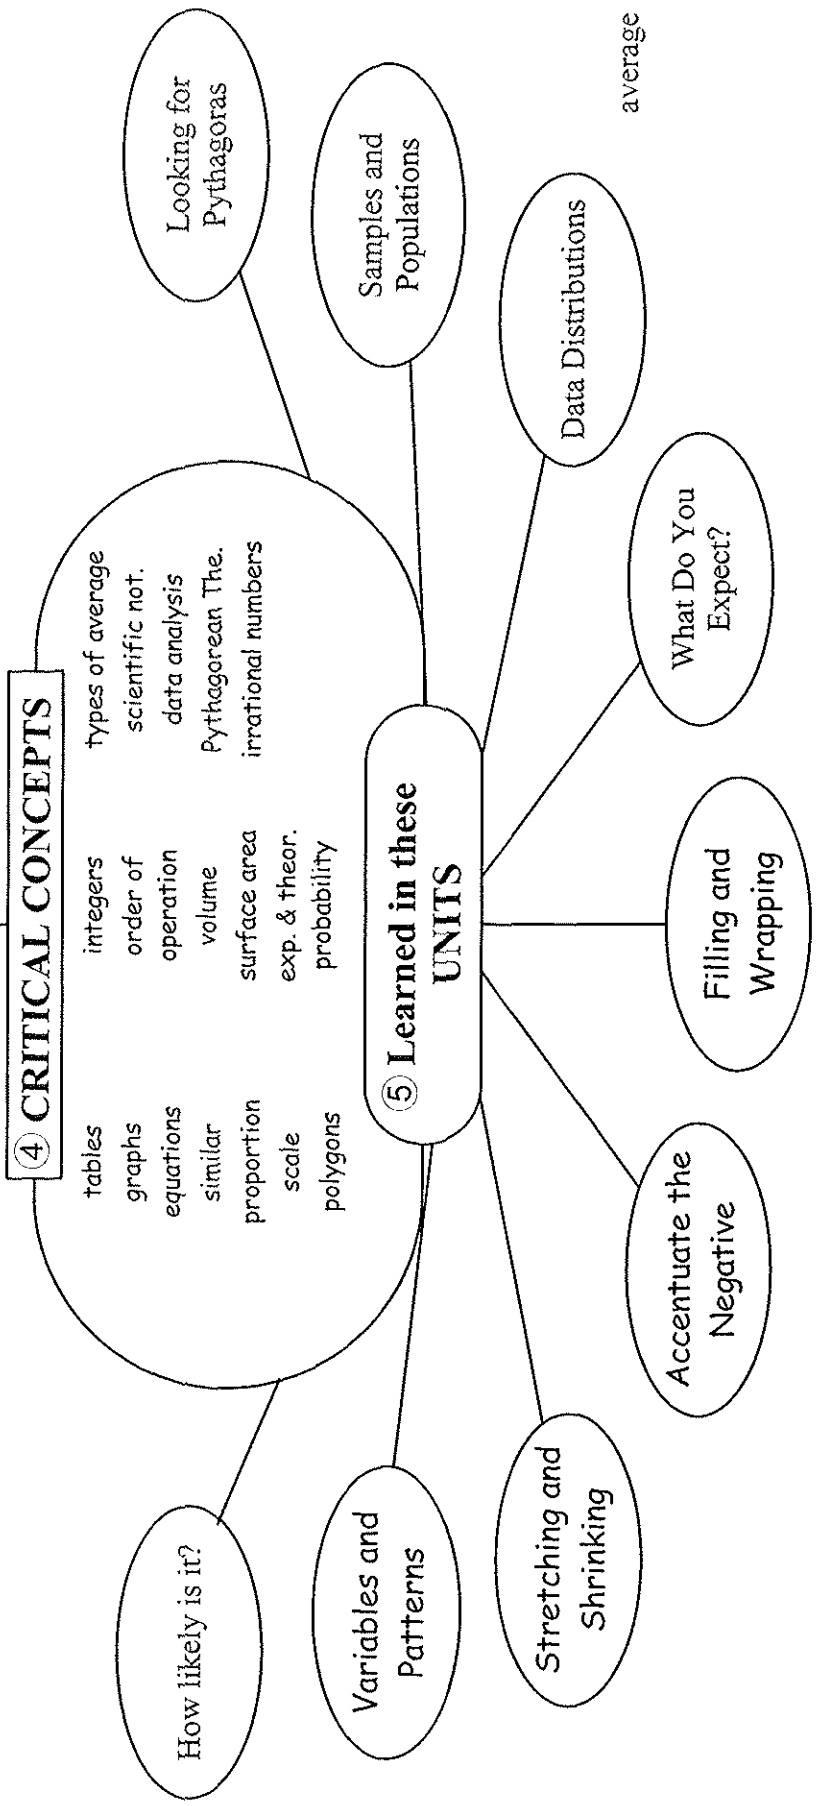 ④ CRITICAL CONCEPTS
tables
graphs
equations
similar
proportion
scale
polygons
integers
order of
operation
volume
surface area
exp. & theor.
probability
types of average
scientific not.
data analysis
Pythagorean The.
irrational numbers
⑤ Learned in these
UNITS
How likely is it?
Variables and
Patterns
Stretching and
Shrinking
Accentuate the
Negative
Filling and
Wrapping
What Do You
Expect?
Data Distributions
Samples and
Populations
Looking for
Pythagoras
average